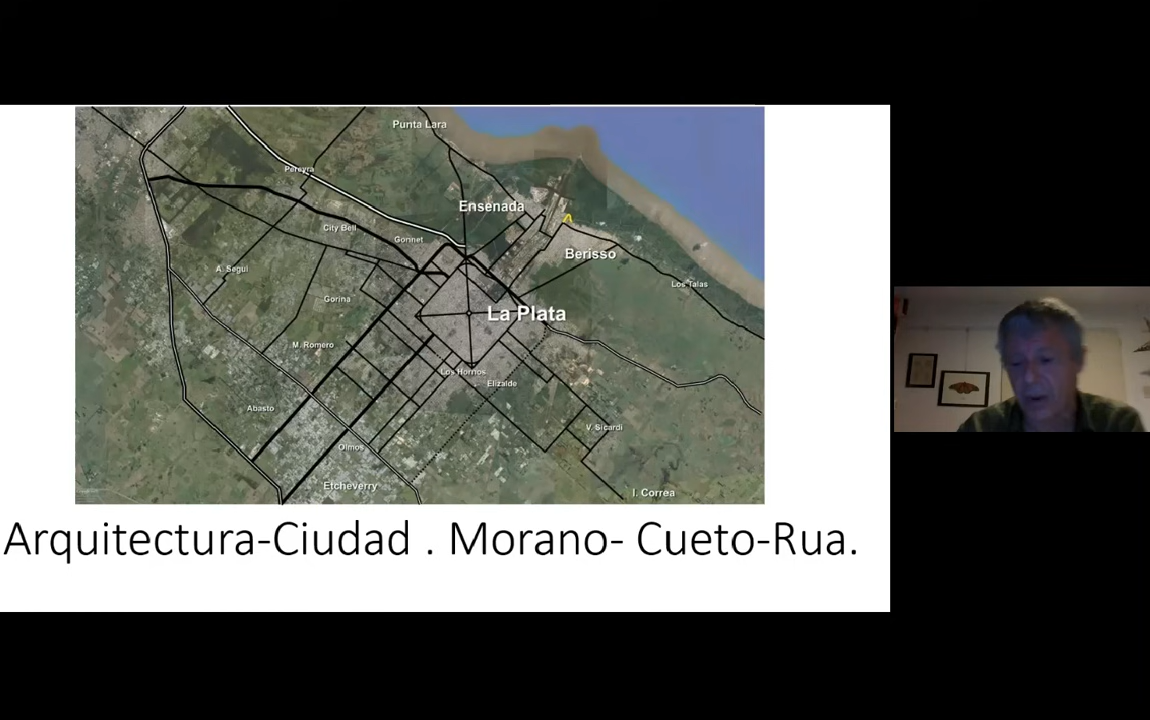 Punta Lara
Pereyra
Ensenada
City Bell
Gonnet
Berisso
A. Segui
Los Talas
Gorina
La Plata
M. Romero
Los Hornos
Elizalde
Abasto
V. Sicardi
Olmos
Etcheverry
I. Correa
Arquitectura-Ciudad . Morano- Cueto-Rua.